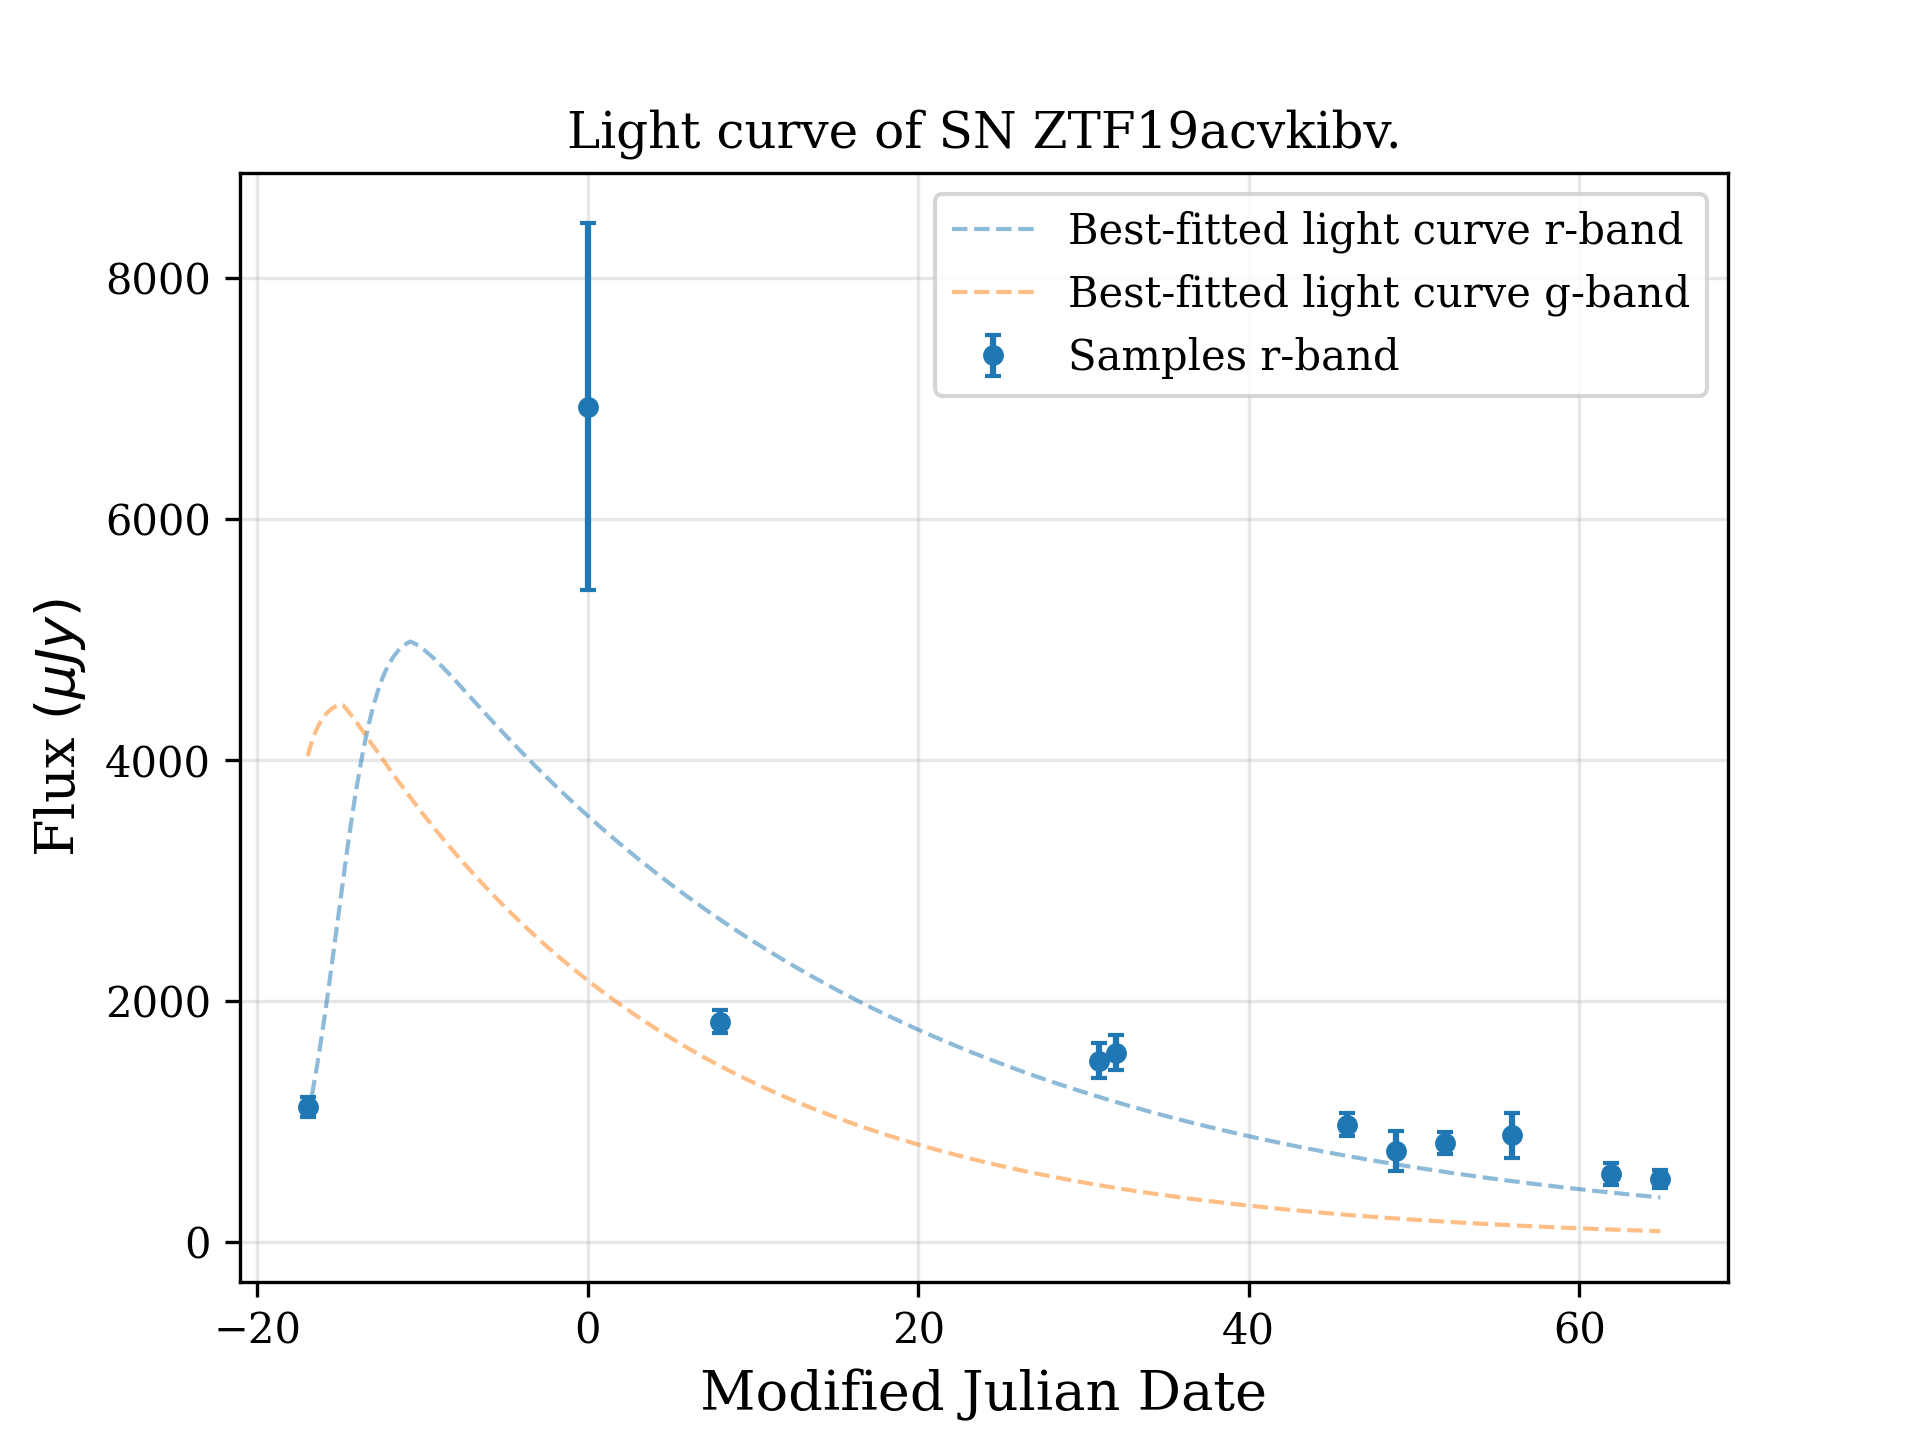 Light curve of SN ZTF19acvkibv.
Best-fitted light curve r-band
Best-fitted light curve g-band
Samples r-band
8000
6000
4000
2000
0
Flux (μJy)
−20
0
20
40
60
Modified Julian Date